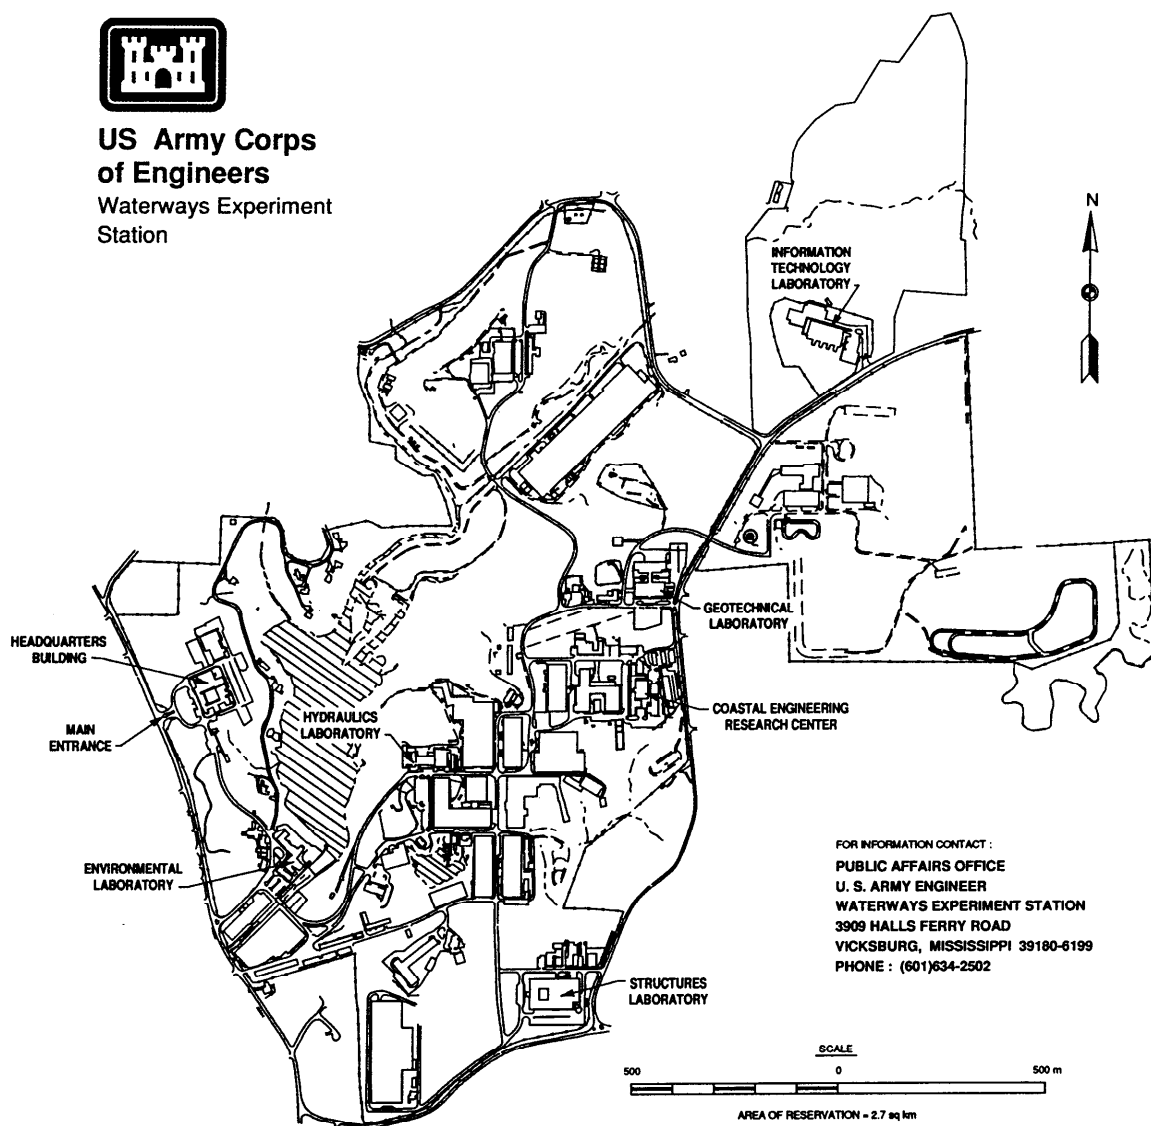 US Army Corps
of Engineers
Waterways Experiment
Station
N
INFORMATION
TECHNOLOGY
LABORATORY
GEOTECHNICAL
LABORATORY
HEADQUARTERS
BUILDING
MAIN
ENTRANCE
HYDRAULICS
LABORATORY
COASTAL ENGINEERING
RESEARCH CENTER
ENVIRONMENTAL
LABORATORY
STRUCTURES
LABORATORY
FOR INFORMATION CONTACT :
PUBLIC AFFAIRS OFFICE
U. S. ARMY ENGINEER
WATERWAYS EXPERIMENT STATION
3909 HALLS FERRY ROAD
VICKSBURG, MISSISSIPPI 39180-6199
PHONE : (601)634-2502
SCALE
500 0 500 m
AREA OF RESERVATION = 2.7 sq km